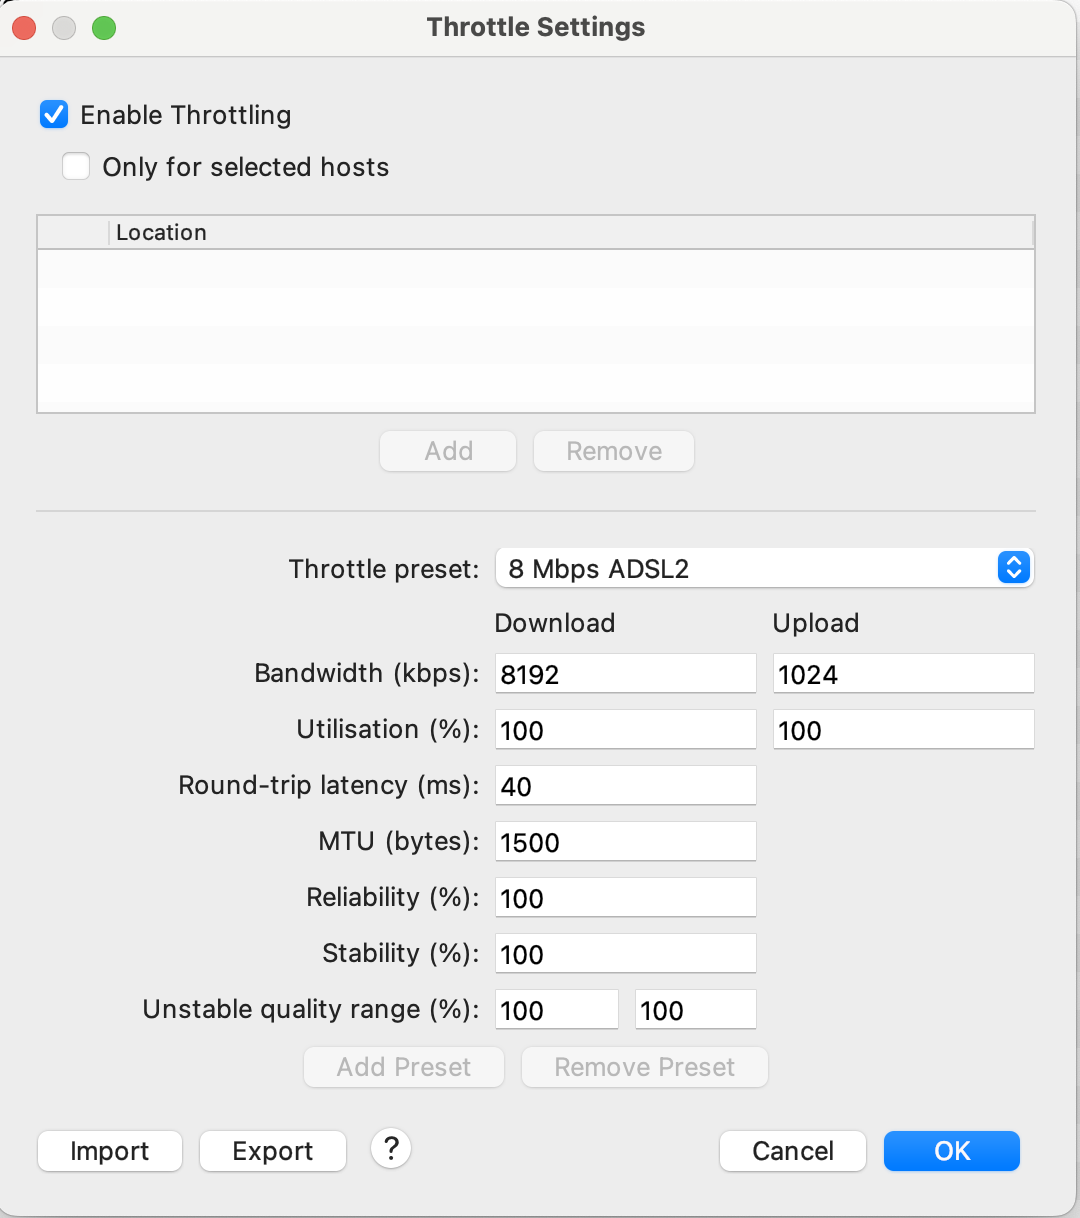 Throttle Settings
Enable Throttling
Only for selected hosts
Location
Add Remove
Throttle preset: 8 Mbps ADSL2
Download Upload
Bandwidth (kbps): 8192 1024
Utilisation (%): 100 100
Round-trip latency (ms): 40
MTU (bytes): 1500
Reliability (%): 100
Stability (%): 100
Unstable quality range (%): 100 100
Add Preset Remove Preset
Import Export ? Cancel OK